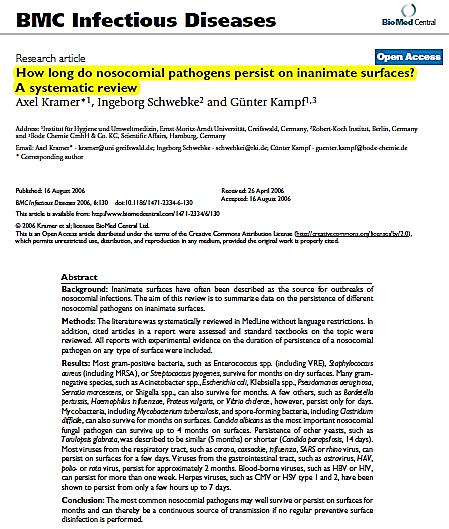 BMC Infectious Diseases
BioMed Central
Research article
Open Access
How long do nosocomial pathogens persist on inanimate surfaces?
A systematic review
Axel Kramer*1, Ingeborg Schwebke2 and Günter Kampf1,3
Address: 1Institut für Hygiene und Umweltmedizin, Ernst-Moritz-Arndt Universität, Greifswald, Germany, 2Robert-Koch Institut, Berlin, Germany
and 3Bode Chemie GmbH & Co. KG, Scientific Affairs, Hamburg, Germany
Email: Axel Kramer* - kramer@uni-greifswald.de; Ingeborg Schwebke - schwebkei@rki.de; Günter Kampf - guenter.kampf@bode-chemie.de
* Corresponding author
Published: 16 August 2006
Received: 26 April 2006
Accepted: 16 August 2006
BMC Infectious Diseases 2006, 6:130 doi:10.1186/1471-2334-6-130
This article is available from: http://www.biomedcentral.com/1471-2334/6/130
© 2006 Kramer et al; licensee BioMed Central Ltd.
This is an Open Access article distributed under the terms of the Creative Commons Attribution License (http://creativecommons.org/licenses/by/2.0),
which permits unrestricted use, distribution, and reproduction in any medium, provided the original work is properly cited.
Abstract
Background: Inanimate surfaces have often been described as the source for outbreaks of
nosocomial infections. The aim of this review is to summarize data on the persistence of different
nosocomial pathogens on inanimate surfaces.
Methods: The literature was systematically reviewed in MedLine without language restrictions. In
addition, cited articles in a report were assessed and standard textbooks on the topic were
reviewed. All reports with experimental evidence on the duration of persistence of a nosocomial
pathogen on any type of surface were included.
Results: Most gram-positive bacteria, such as Enterococcus spp. (including VRE), Staphylococcus
aureus (including MRSA), or Streptococcus pyogenes, survive for months on dry surfaces. Many gram-
negative species, such as Acinetobacter spp., Escherichia coli, Klebsiella spp., Pseudomonas aeruginosa,
Serratia marcescens, or Shigella spp., can also survive for months. A few others, such as Bordetella
pertussis, Haemophilus influenzae, Proteus vulgaris, or Vibrio cholerae, however, persist only for days.
Mycobacteria, including Mycobacterium tuberculosis, and spore-forming bacteria, including Clostridium
difficile, can also survive for months on surfaces. Candida albicans as the most important nosocomial
fungal pathogen can survive up to 4 months on surfaces. Persistence of other yeasts, such as
Torulopsis glabrata, was described to be similar (5 months) or shorter (Candida parapsilosis, 14 days).
Most viruses from the respiratory tract, such as corona, coxsackie, influenza, SARS or rhino virus, can
persist on surfaces for a few days. Viruses from the gastrointestinal tract, such as astrovirus, HAV,
polio- or rota virus, persist for approximately 2 months. Blood-borne viruses, such as HBV or HIV,
can persist for more than one week. Herpes viruses, such as CMV or HSV type 1 and 2, have been
shown to persist from only a few hours up to 7 days.
Conclusion: The most common nosocomial pathogens may well survive or persist on surfaces for
months and can thereby be a continuous source of transmission if no regular preventive surface
disinfection is performed.